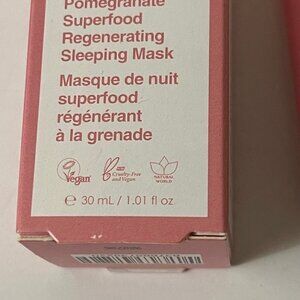 Pomegranate
Superfood
Regenerating
Sleeping Mask
Masque de nuit
superfood
régénérant
à la grenade
Vegan
Cruelty-Free
and Vegan
NATURAL
WORLD
℮ 30 mL / 1.01 fl oz